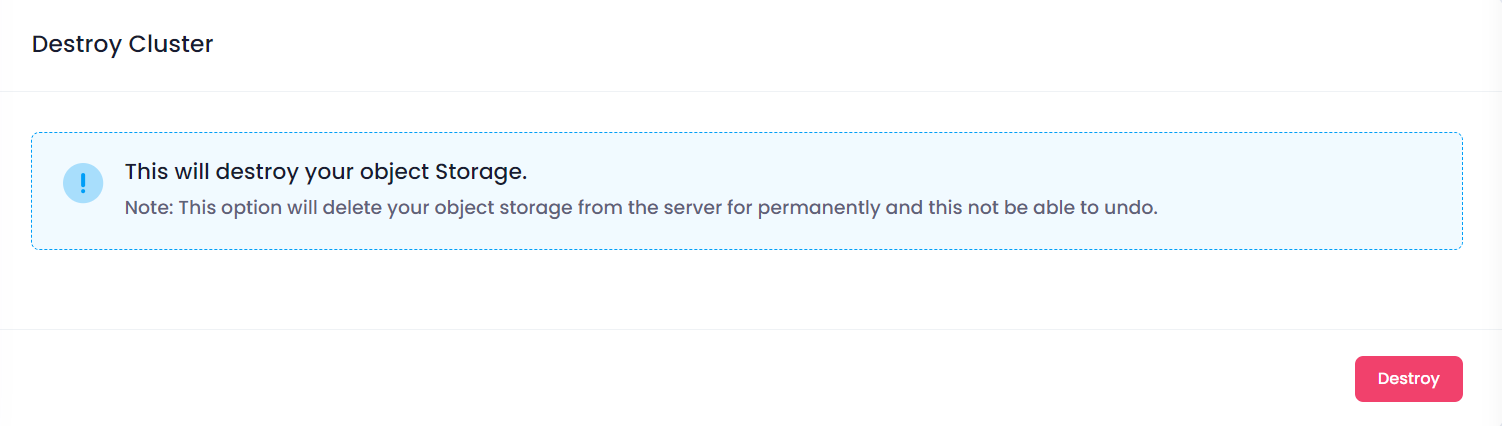 Destroy Cluster
This will destroy your object Storage.
Note: This option will delete your object storage from the server for permanently and this not be able to undo.
Destroy